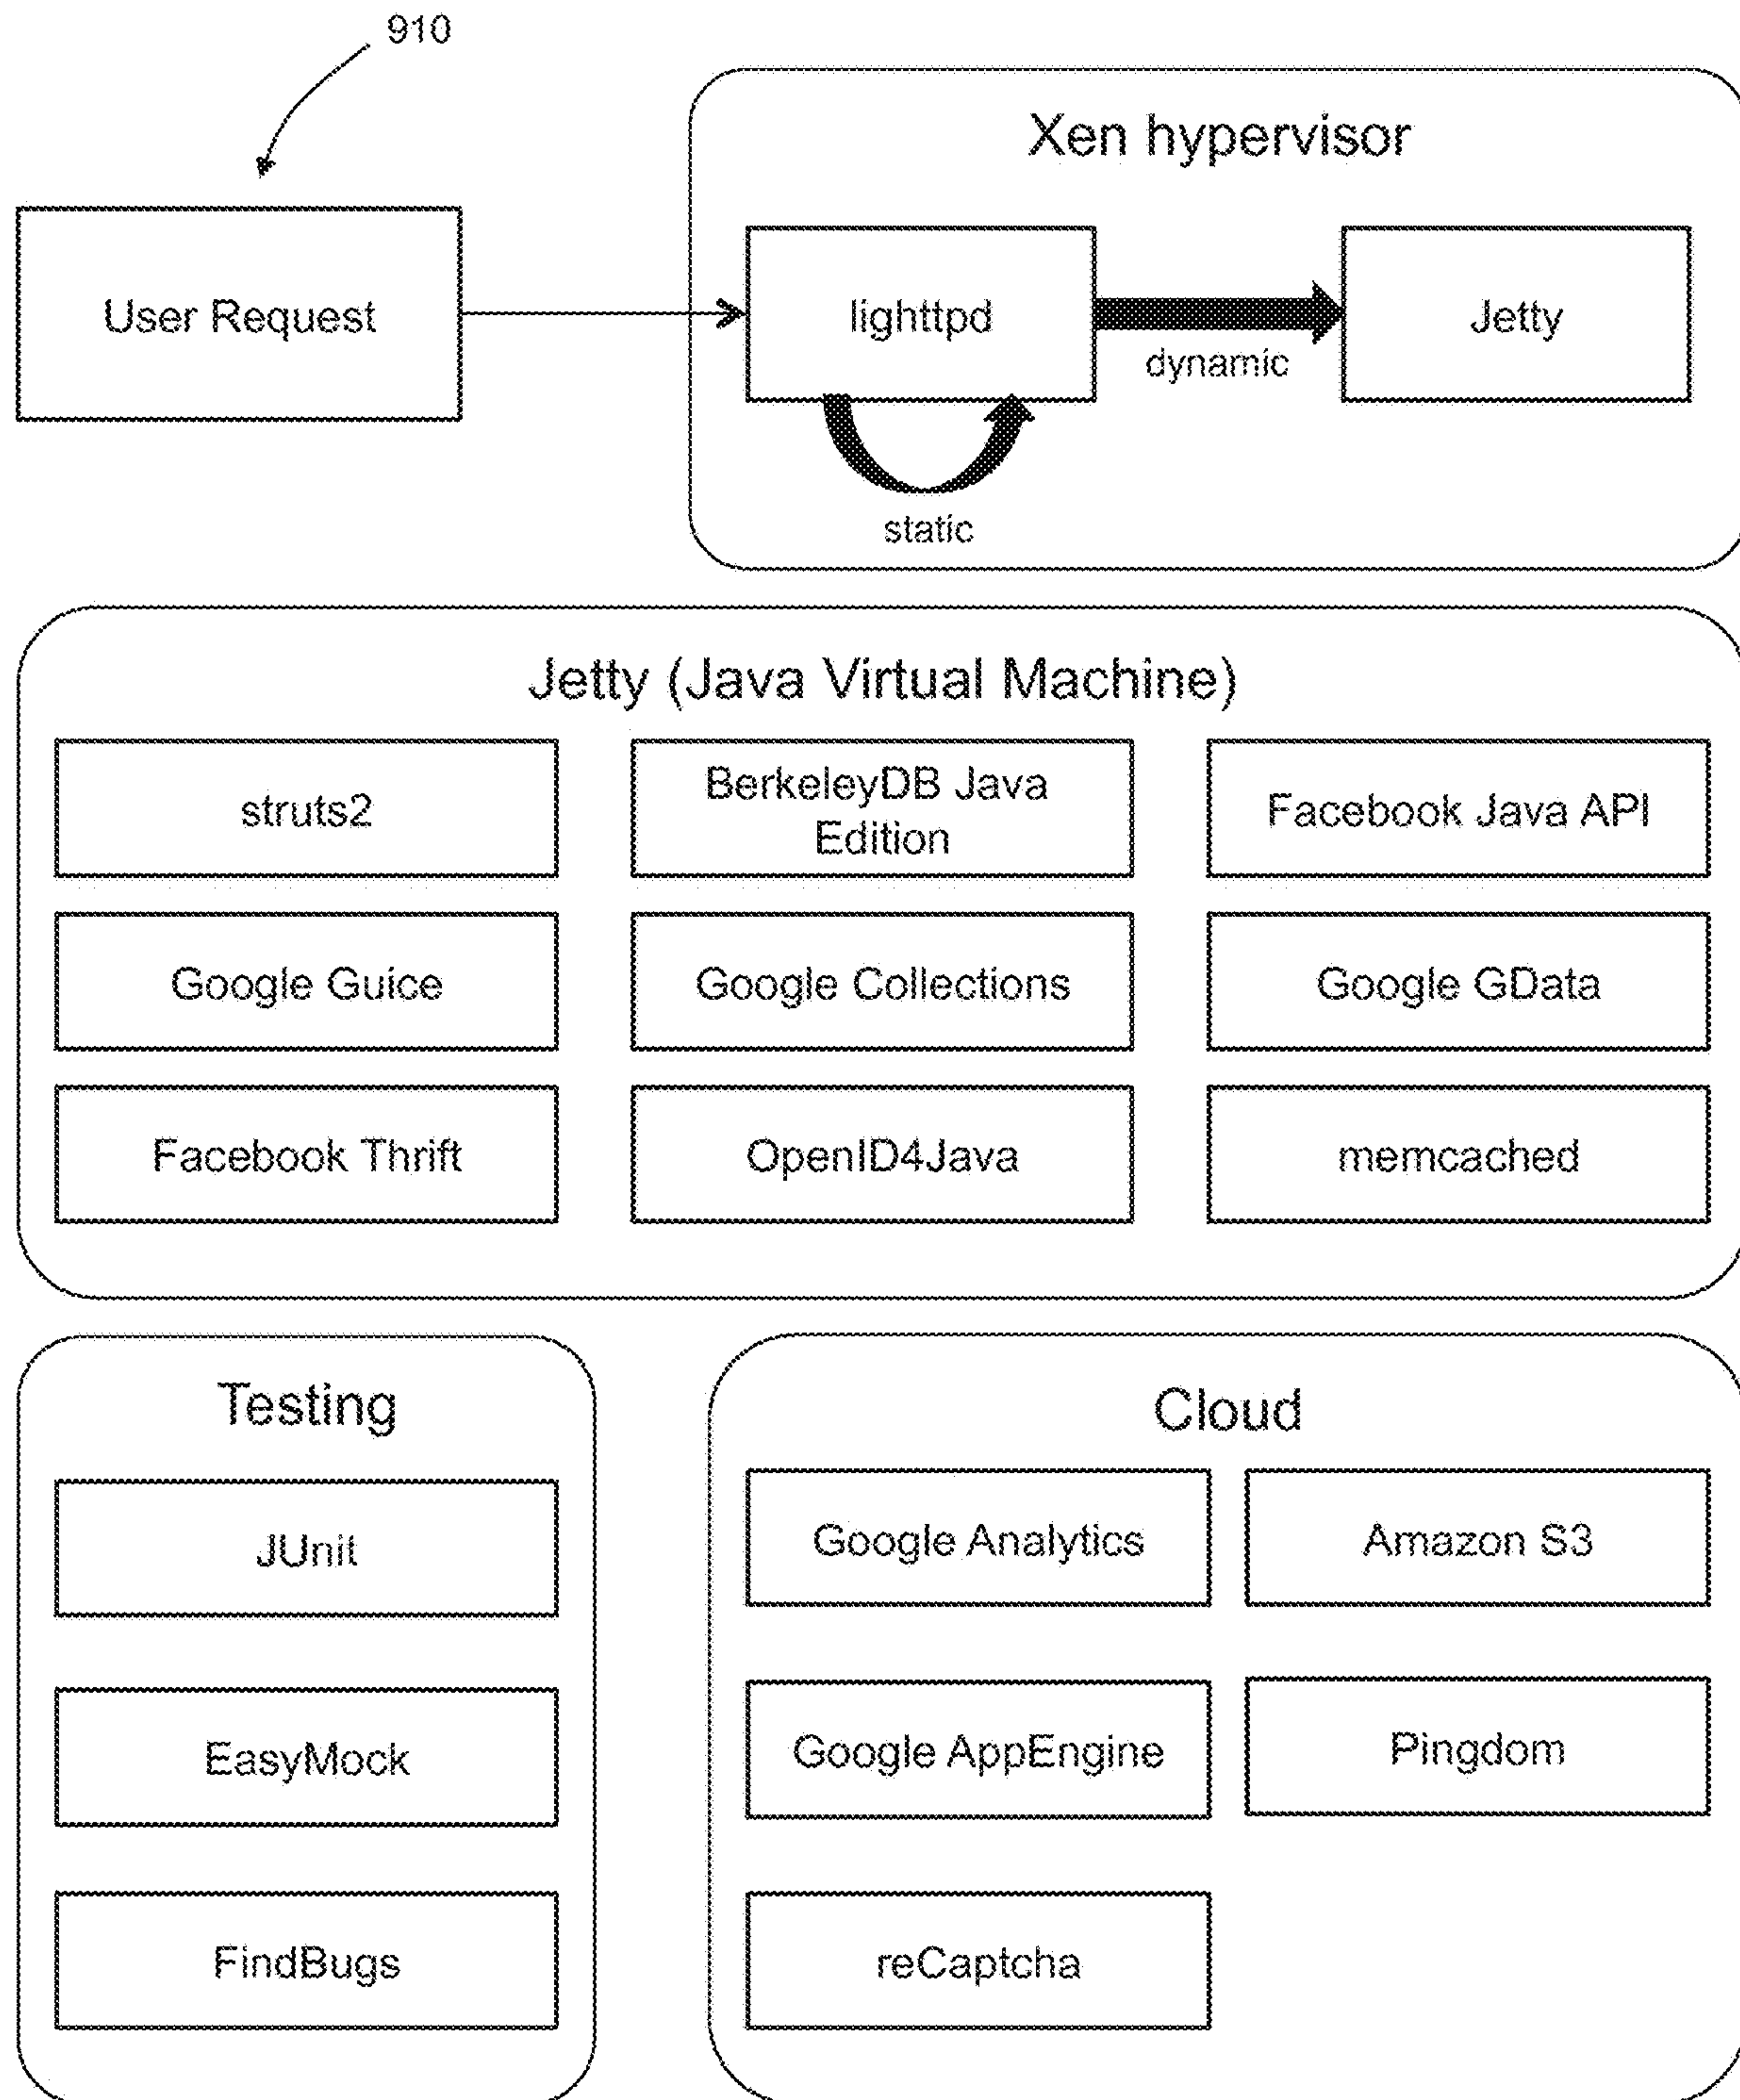 910
Xen hypervisor
User Request
lighttpd
Jetty
dynamic
static
Jetty (Java Virtual Machine)
struts2
BerkeleyDB Java
Edition
Facebook Java API
Google Guice
Google Collections
Google GData
Facebook Thrift
OpenID4Java
memcached
Testing
JUnit
EasyMock
FindBugs
Cloud
Google Analytics
Amazon S3
Google AppEngine
Pingdom
reCaptcha